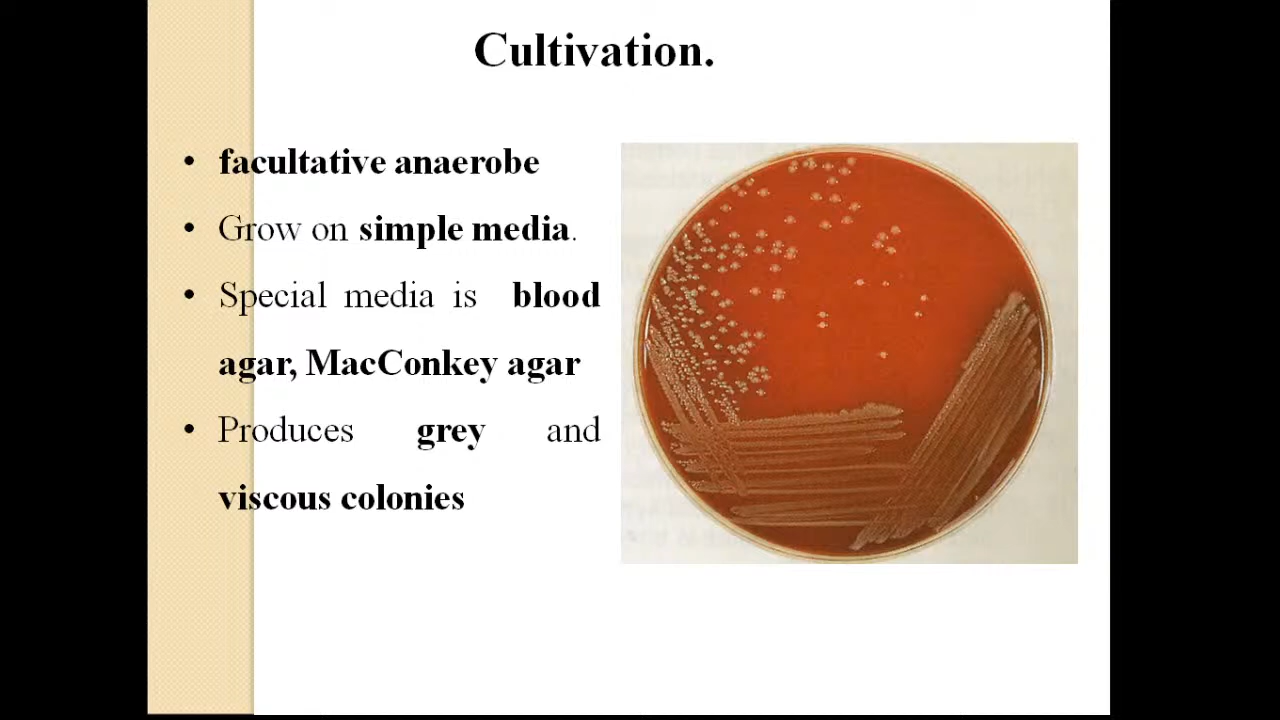 Cultivation.
• facultative anaerobe
• Grow on simple media.
• Special media is blood
agar, MacConkey agar
• Produces grey and
viscous colonies